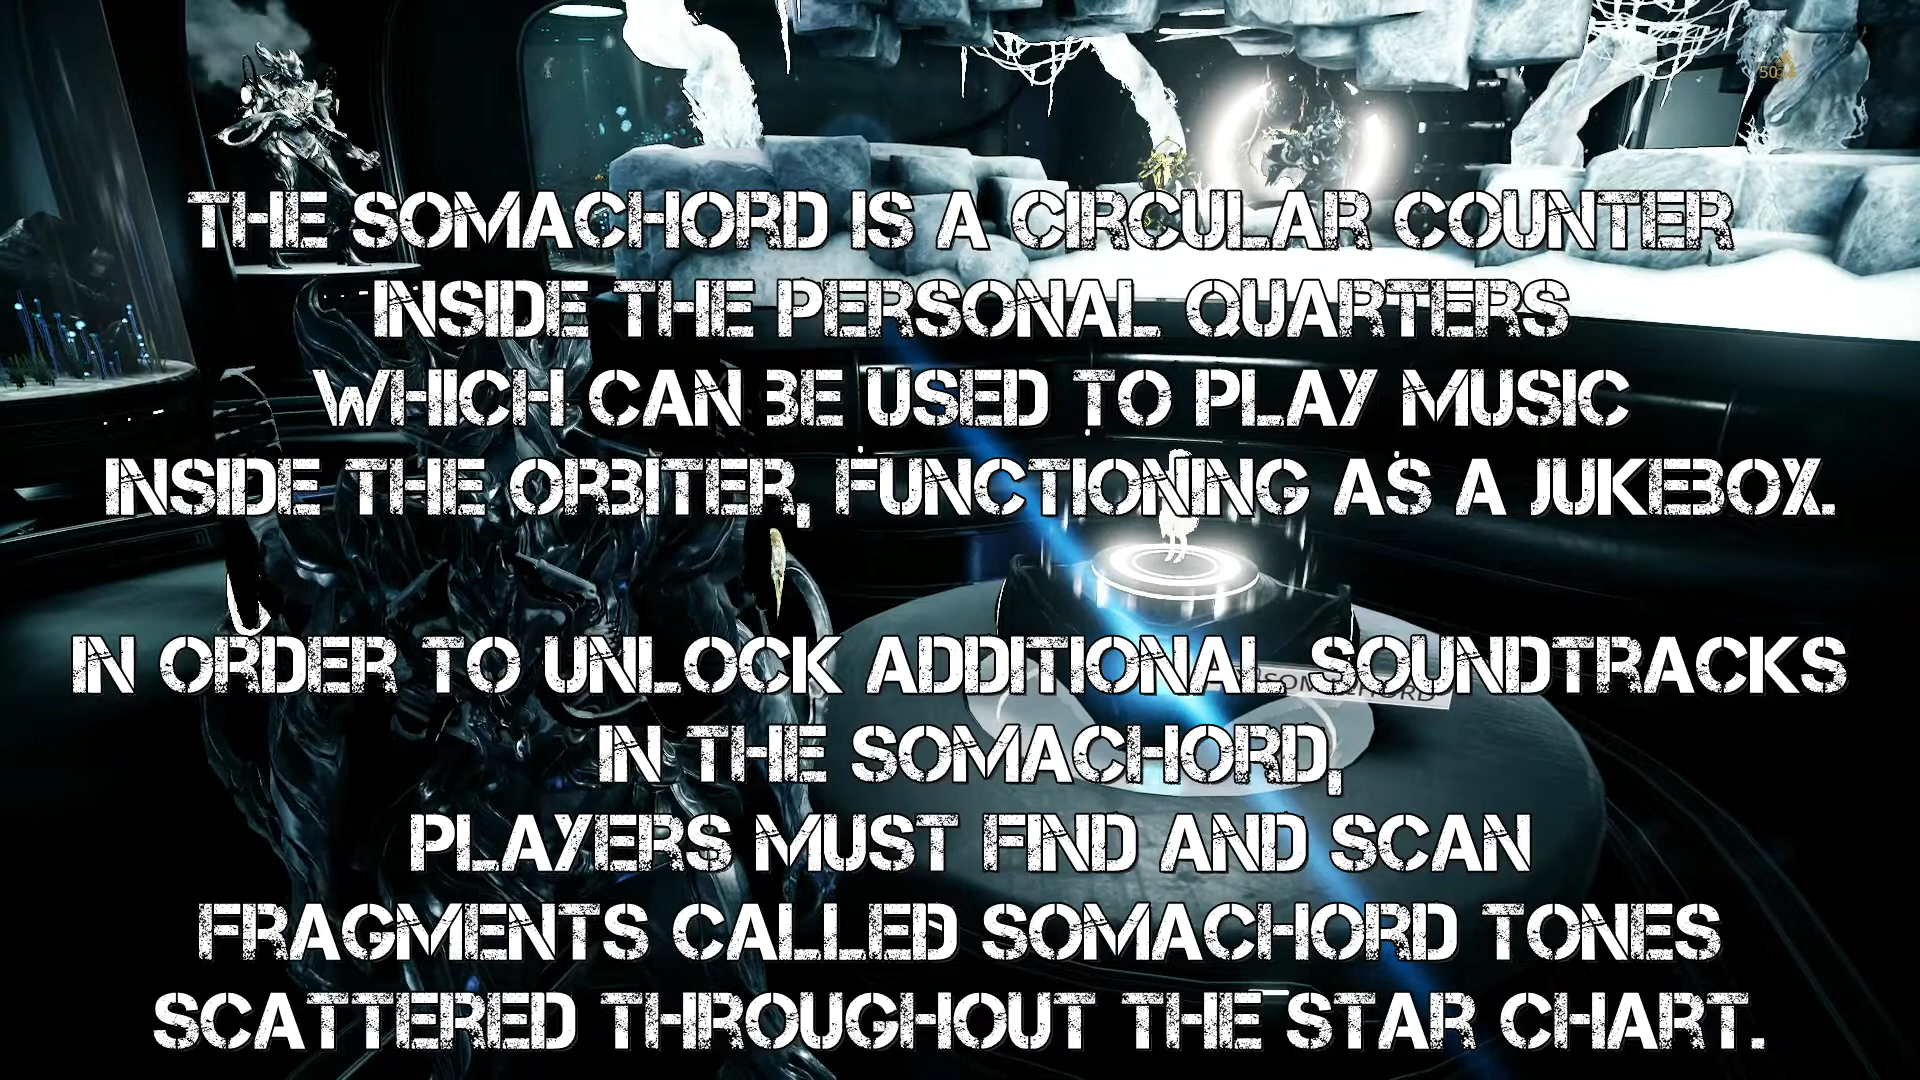 THE SOMACHORD IS A CIRCULAR COUNTER
INSIDE THE PERSONAL QUARTERS
WHICH CAN BE USED TO PLAY MUSIC
INSIDE THE ORBITER, FUNCTIONING AS A JUKEBOX.
IN ORDER TO UNLOCK ADDITIONAL SOUNDTRACKS
SOMACHORD
IN THE SOMACHORD,
PLAYERS MUST FIND AND SCAN
FRAGMENTS CALLED SOMACHORD TONES
SCATTERED THROUGHOUT THE STAR CHART.